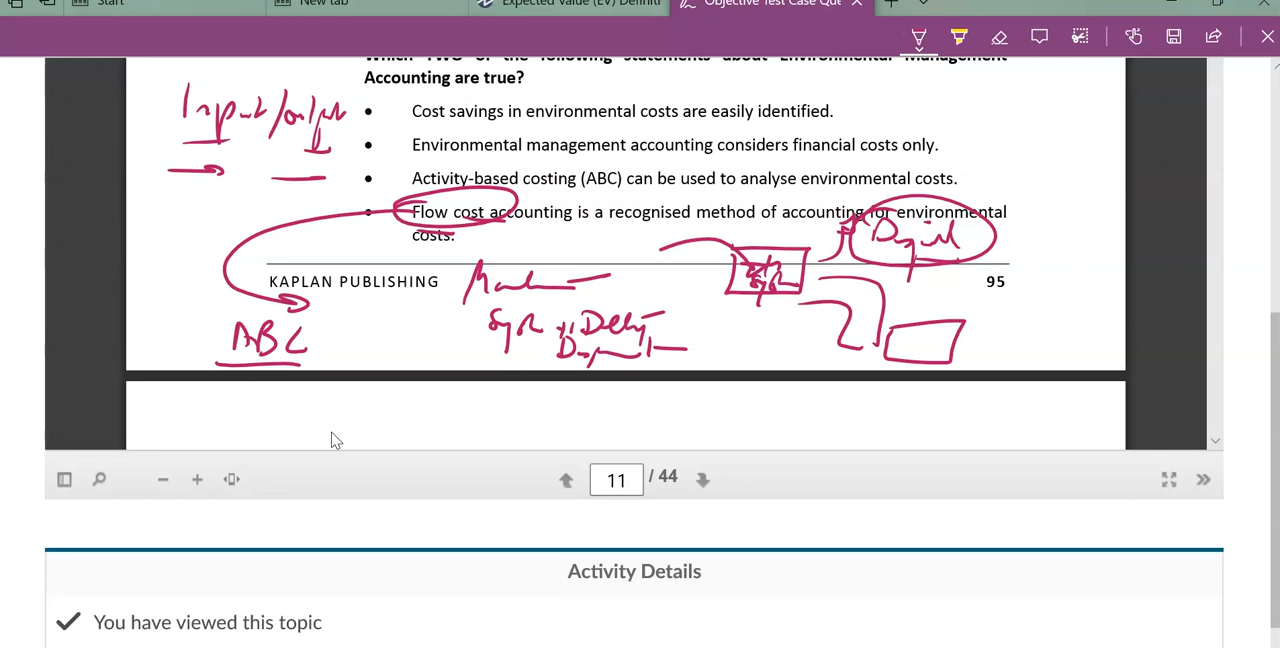 Start
New tab
Expected Value (EV) Definiti
Objective Test Case Que
Which TWO of the following statements about Environmental Management
Accounting are true?
Input/output
• Cost savings in environmental costs are easily identified.
• Environmental management accounting considers financial costs only.
• Activity-based costing (ABC) can be used to analyse environmental costs.
• Flow cost accounting is a recognised method of accounting for environmental
costs.
KAPLAN PUBLISHING
95
ABC
11 / 44
Activity Details
You have viewed this topic